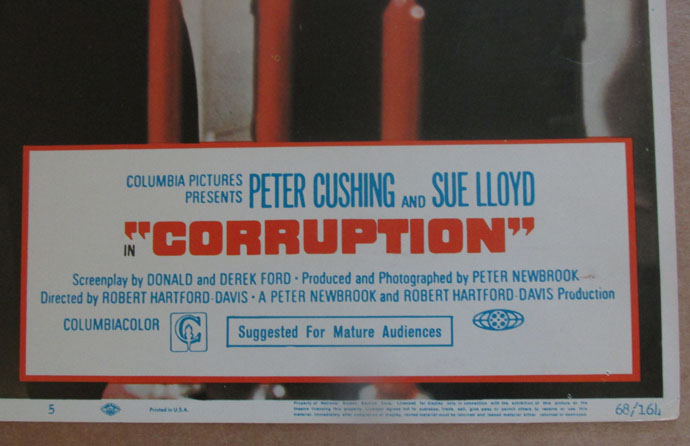 COLUMBIA PICTURES PRESENTS PETER CUSHING AND SUE LLOYD
IN "CORRUPTION"
Screenplay by DONALD and DEREK FORD · Produced and Photographed by PETER NEWBROOK
Directed by ROBERT HARTFORD-DAVIS · A PETER NEWBROOK and ROBERT HARTFORD-DAVIS Production
COLUMBIACOLOR
Suggested For Mature Audiences
5
Printed in U.S.A.
68/164